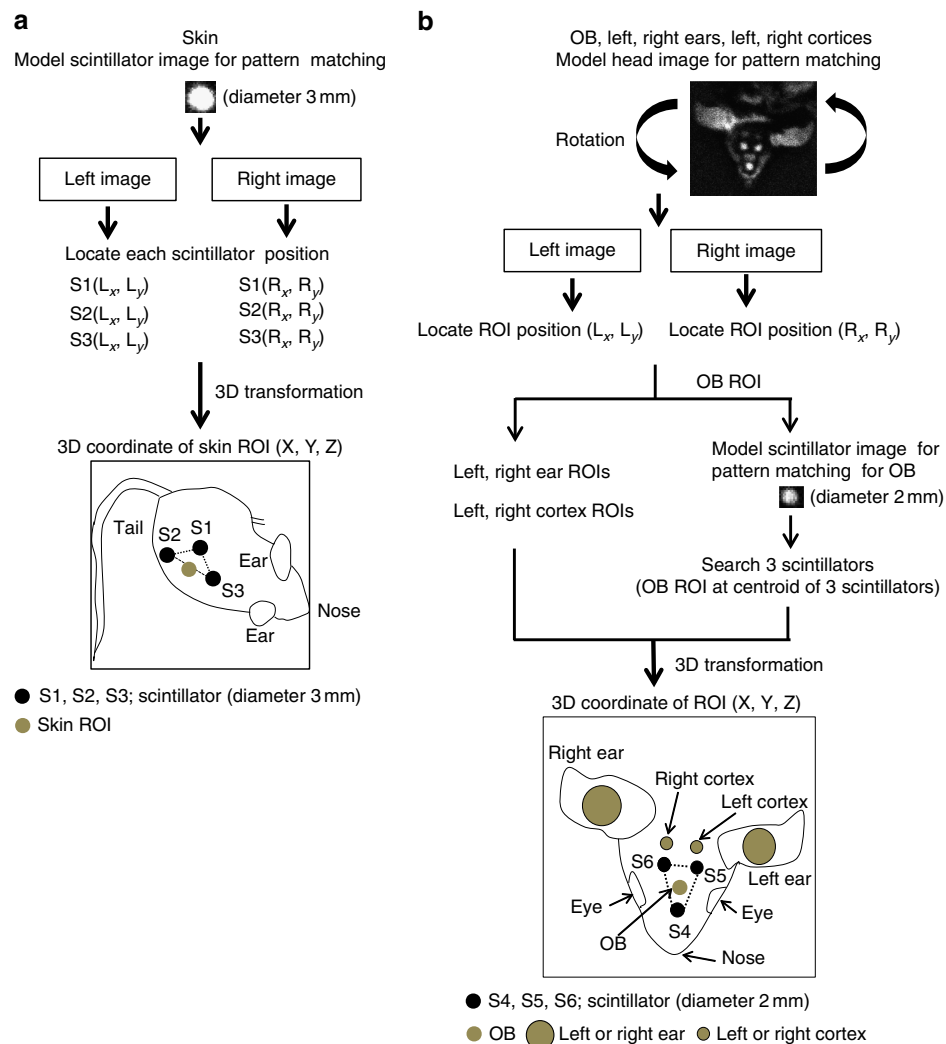 a
Skin
Model scintillator image for pattern matching
(diameter 3 mm)
Left image
Right image
Locate each scintillator position
S1(Lx, Ly)
S1(Rx, Ry)
S2(Lx, Ly)
S2(Rx, Ry)
S3(Lx, Ly)
S3(Rx, Ry)
3D transformation
3D coordinate of skin ROI (X, Y, Z)
Tail
S1
S2
Ear
S3
Nose
Ear
S1, S2, S3; scintillator (diameter 3 mm)
Skin ROI
b
OB, left, right ears, left, right cortices
Model head image for pattern matching
Rotation
Left image
Right image
Locate ROI position (Lx, Ly)
Locate ROI position (Rx, Ry)
OB ROI
Left, right ear ROIs
Left, right cortex ROIs
Model scintillator image for
pattern matching for OB
(diameter 2 mm)
Search 3 scintillators
(OB ROI at centroid of 3 scintillators)
3D transformation
3D coordinate of ROI (X, Y, Z)
Right ear
Right cortex
Left cortex
S6
S5
Left ear
Eye
Eye
S4
OB
Nose
S4, S5, S6; scintillator (diameter 2 mm)
OB
Left or right ear
Left or right cortex